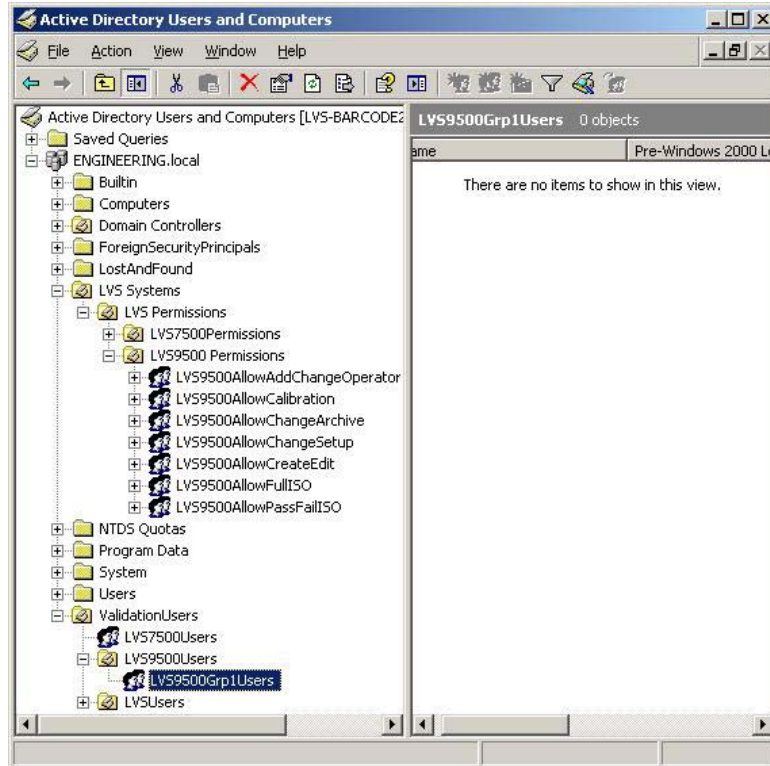 Active Directory Users and Computers
File Action View Window Help
Active Directory Users and Computers [LVS-BARCODE2
LVS9500Grp1Users 0 objects
Saved Queries
ame Pre-Windows 2000 Lo
ENGINEERING.local
There are no items to show in this view.
Builtin
Computers
Domain Controllers
ForeignSecurityPrincipals
LostAndFound
LVS Systems
LVS Permissions
LVS7500Permissions
LVS9500 Permissions
LVS9500AllowAddChangeOperator
LVS9500AllowCalibration
LVS9500AllowChangeArchive
LVS9500AllowChangeSetup
LVS9500AllowCreateEdit
LVS9500AllowFullISO
LVS9500AllowPassFailISO
NTDS Quotas
Program Data
System
Users
ValidationUsers
LVS7500Users
LVS9500Users
LVS9500Grp1Users
LVSUsers